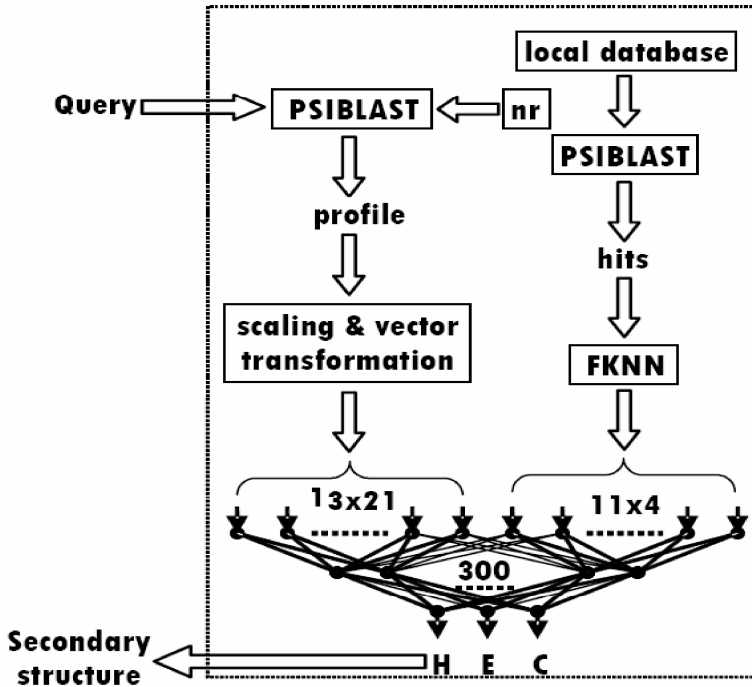 local database
Query
PSIBLAST
nr
PSIBLAST
profile
hits
scaling & vector
transformation
FKNN
13x21
11x4
300
Secondary
structure
H E C